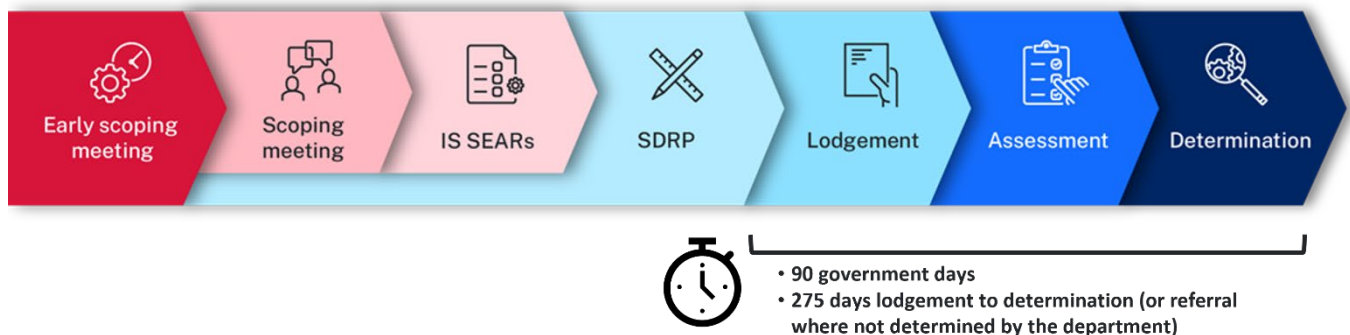 Early scoping
meeting
Scoping
meeting
IS SEARs
SDRP
Lodgement
Assessment
Determination
• 90 government days
• 275 days lodgement to determination (or referral
where not determined by the department)